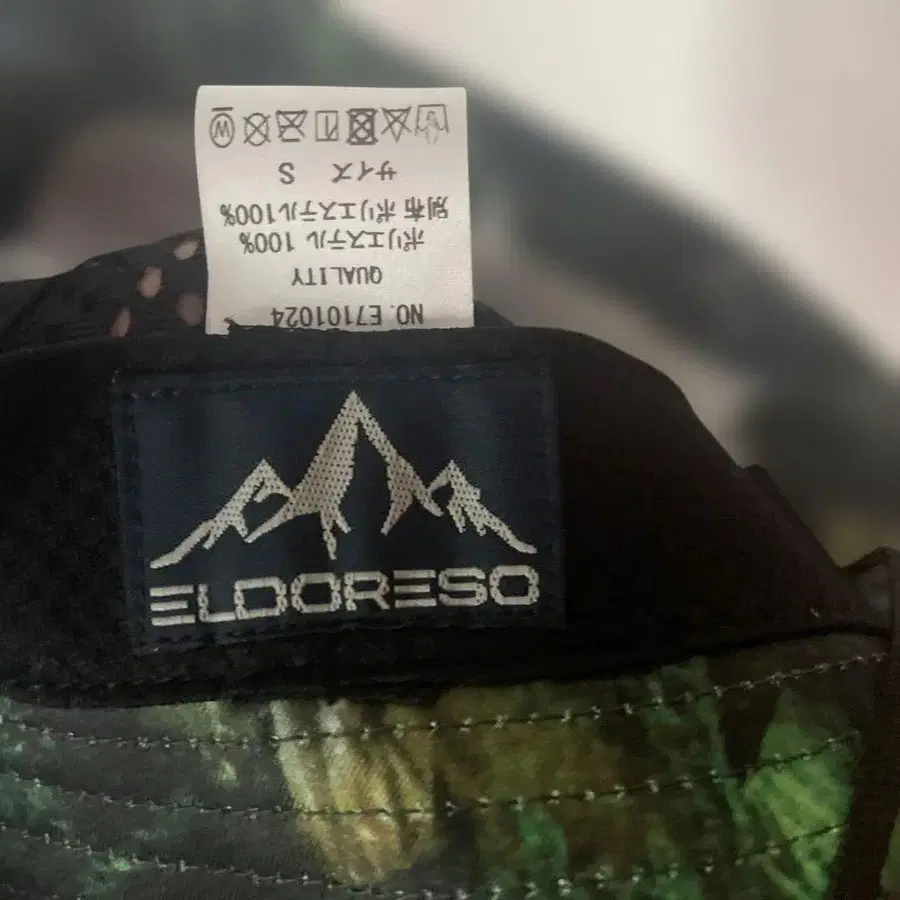 NO. E7101024
QUALITY
ポリエステル 100%
別布 ポリエステル100%
サイズ S
ELDORESO